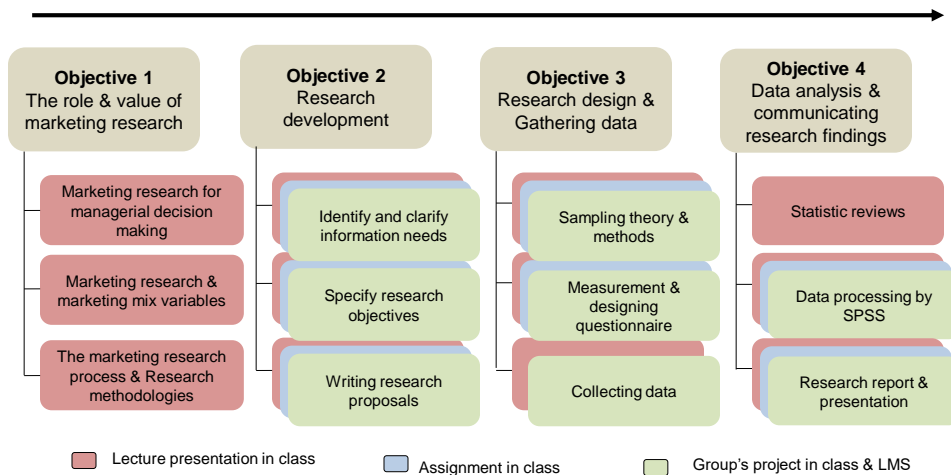 Objective 1
The role & value of
marketing research
Marketing research for
managerial decision
making
Marketing research &
marketing mix variables
The marketing research
process & Research
methodologies
Objective 2
Research
development
Identify and clarify
information needs
Specify research
objectives
Writing research
proposals
Objective 3
Research design &
Gathering data
Sampling theory &
methods
Measurement &
designing
questionnaire
Collecting data
Objective 4
Data analysis &
communicating
research findings
Statistic reviews
Data processing by
SPSS
Research report &
presentation
Lecture presentation in class
Assignment in class
Group's project in class & LMS